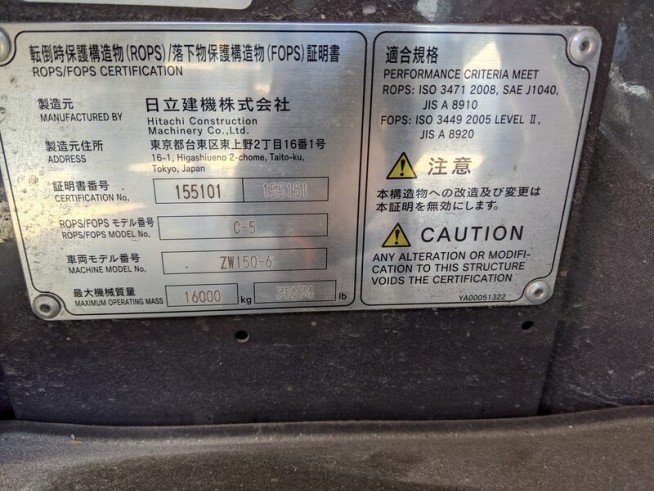 転倒時保護構造物(ROPS)/落下物保護構造物(FOPS)証明書
ROPS/FOPS CERTIFICATION
製造元 日立建機株式会社
MANUFACTURED BY Hitachi Construction
Machinery Co.,Ltd.
製造元住所 東京都台東区東上野2丁目16番1号
ADDRESS 16-1, Higashiueno 2-chome, Taito-ku,
Tokyo, Japan
証明書番号 155101 155151
CERTIFICATION No.
ROPS/FOPS モデル番号 C-5
ROPS/FOPS MODEL No.
車両モデル番号 ZW150-6
MACHINE MODEL No.
最大機械質量 16000 kg lb
MAXIMUM OPERATING MASS
適合規格
PERFORMANCE CRITERIA MEET
ROPS: ISO 3471 2008, SAE J1040,
JIS A 8910
FOPS: ISO 3449 2005 LEVEL Ⅱ,
JIS A 8920
注意
本構造物への改造及び変更は
本証明を無効にします。
CAUTION
ANY ALTERATION OR MODIFI-
CATION TO THIS STRUCTURE
VOIDS THE CERTIFICATION
YA00051322